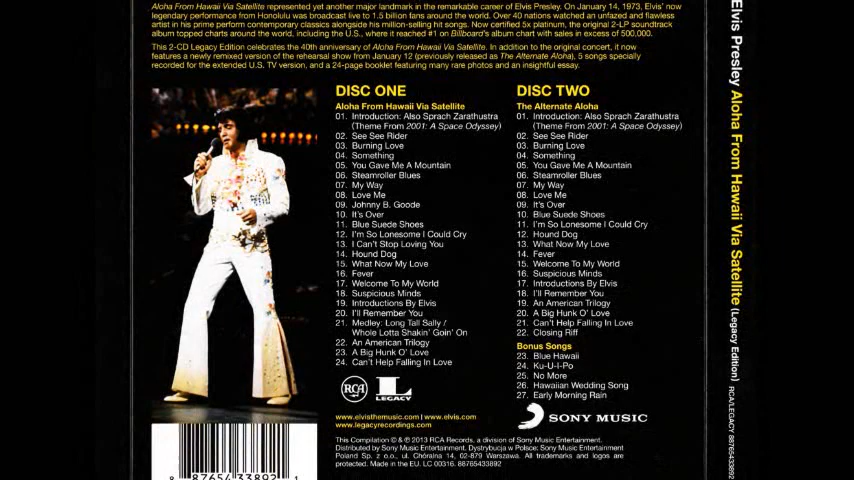 Aloha From Hawaii Via Satellite represented yet another major landmark in the remarkable career of Elvis Presley. On January 14, 1973, Elvis' now
legendary performance from Honolulu was broadcast live to 1.5 billion fans around the world. Over 40 nations watched an unfazed and flawless
artist in his prime perform contemporary classics alongside his million-selling hit songs. Now certified 5x platinum, the original 2-LP soundtrack
album topped charts around the world, including the U.S., where it reached #1 on Billboard's album chart with sales in excess of 500,000.
This 2-CD Legacy Edition celebrates the 40th anniversary of Aloha From Hawaii Via Satellite. In addition to the original concert, it now
features a newly remixed version of the rehearsal show from January 12 (previously released as The Alternate Aloha), 5 songs specially
recorded for the extended U.S. TV version, and a 24-page booklet featuring many rare photos and an insightful essay.
DISC ONE
Aloha From Hawaii Via Satellite
01. Introduction: Also Sprach Zarathustra
(Theme From 2001: A Space Odyssey)
02. See See Rider
03. Burning Love
04. Something
05. You Gave Me A Mountain
06. Steamroller Blues
07. My Way
08. Love Me
09. Johnny B. Goode
10. It's Over
11. Blue Suede Shoes
12. I'm So Lonesome I Could Cry
13. I Can't Stop Loving You
14. Hound Dog
15. What Now My Love
16. Fever
17. Welcome To My World
18. Suspicious Minds
19. Introductions By Elvis
20. I'll Remember You
21. Medley: Long Tall Sally /
Whole Lotta Shakin' Goin' On
22. An American Trilogy
23. A Big Hunk O' Love
24. Can't Help Falling In Love
DISC TWO
The Alternate Aloha
01. Introduction: Also Sprach Zarathustra
(Theme From 2001: A Space Odyssey)
02. See See Rider
03. Burning Love
04. Something
05. You Gave Me A Mountain
06. Steamroller Blues
07. My Way
08. Love Me
09. It's Over
10. Blue Suede Shoes
11. I'm So Lonesome I Could Cry
12. Hound Dog
13. What Now My Love
14. Fever
15. Welcome To My World
16. Suspicious Minds
17. Introductions By Elvis
18. I'll Remember You
19. An American Trilogy
20. A Big Hunk O' Love
21. Can't Help Falling In Love
22. Closing Riff
Bonus Songs
23. Blue Hawaii
24. Ku-U-I-Po
25. No More
26. Hawaiian Wedding Song
27. Early Morning Rain
RCA
L
LEGACY
SONY MUSIC
www.elvisthemusic.com | www.elvis.com
www.legacyrecordings.com
This Compilation © & ℗ 2013 RCA Records, a division of Sony Music Entertainment.
Distributed by Sony Music Entertainment. Dystrybucja w Polsce: Sony Music Entertainment
Poland Sp. z o.o., ul. Chóralna 14, 02-879 Warszawa. All trademarks and logos are
protected. Made in the EU. LC 00316. 88765433892
8 87654 33892 1
Elvis Presley Aloha From Hawaii Via Satellite (Legacy Edition) RCA/LEGACY 88765433892